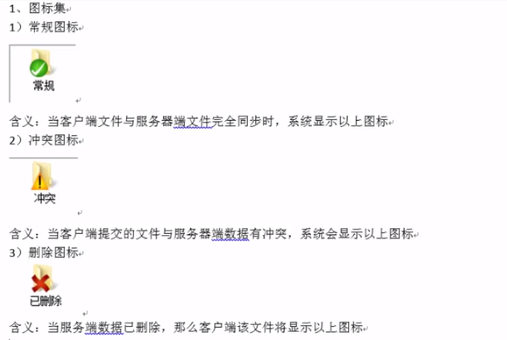 1、图标集
1）常规图标
常规
含义：当客户端文件与服务器端文件完全同步时，系统显示以上图标
2）冲突图标
冲突
含义：当客户端提交的文件与服务器端数据有冲突，系统会显示以上图标
3）删除图标
已删除
含义：当服务端数据已删除，那么客户端该文件将显示以上图标